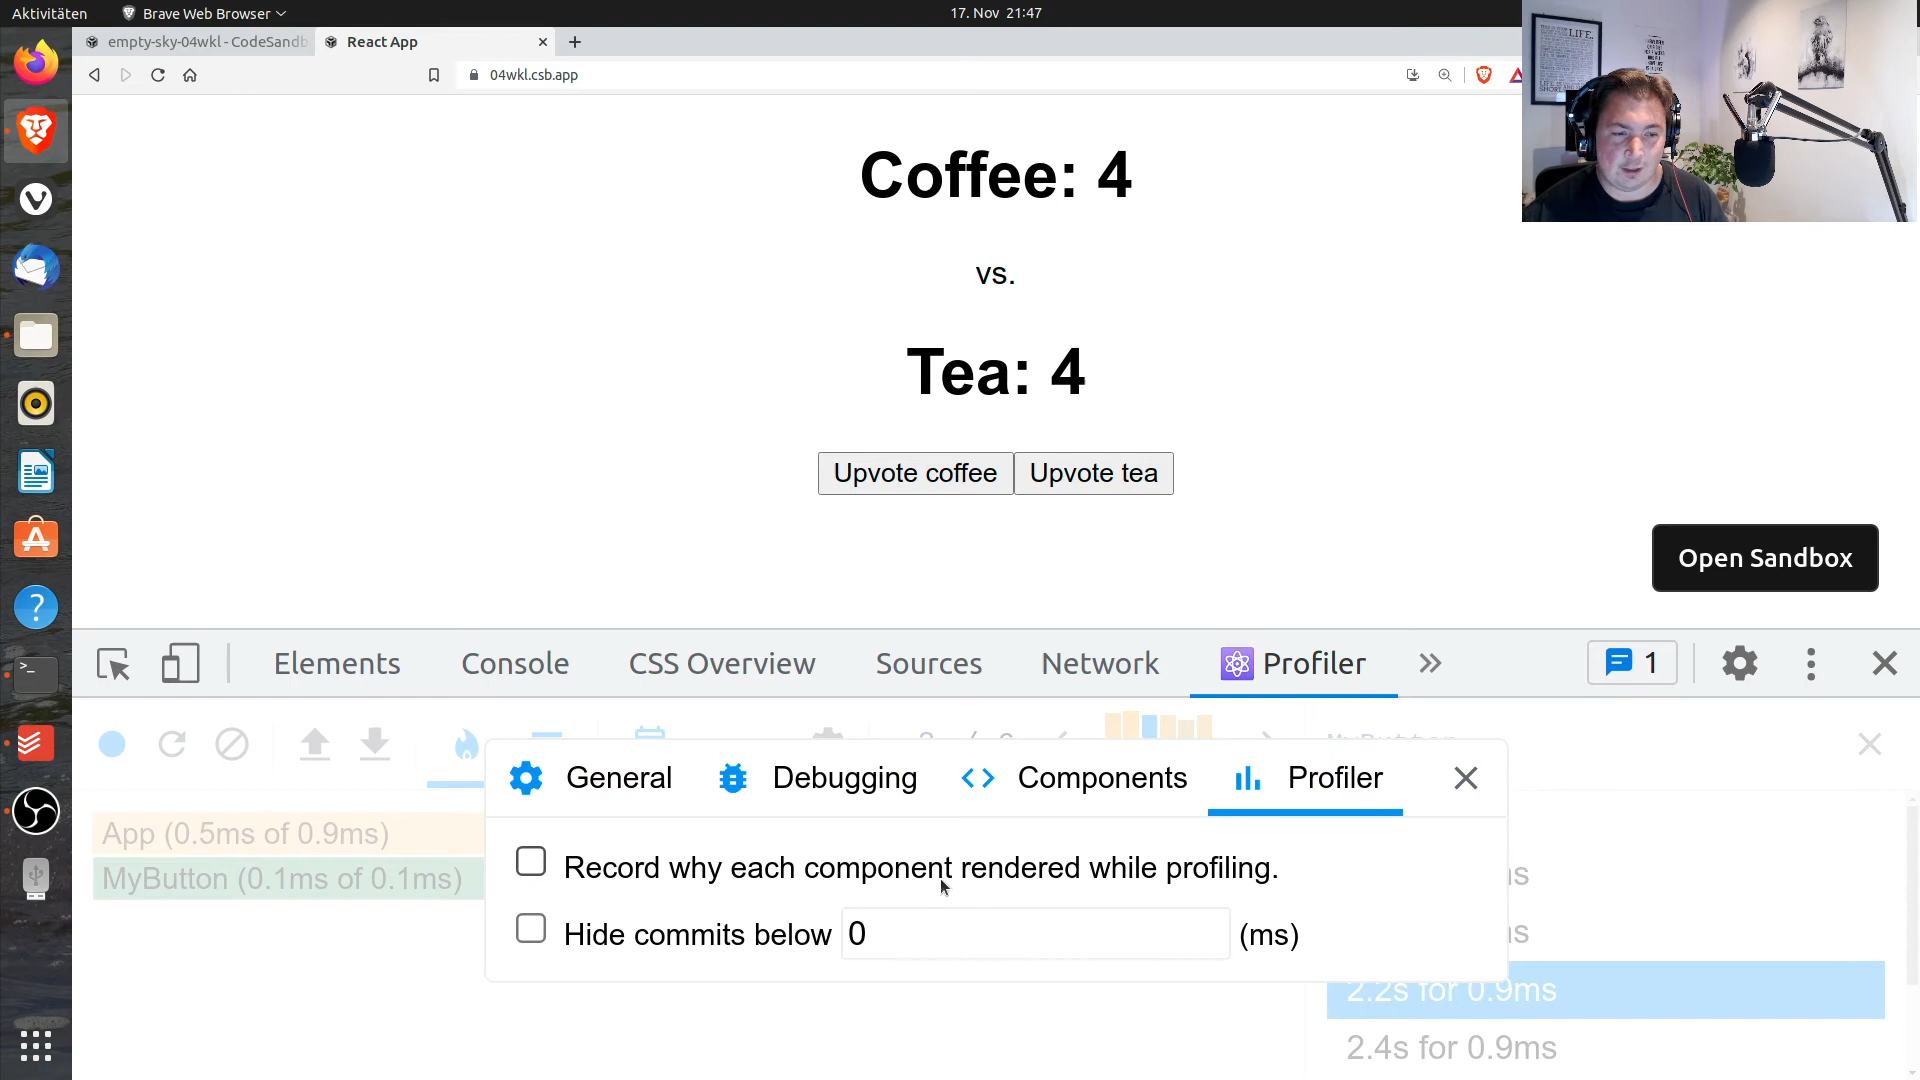 Aktivitäten
Brave Web Browser
17. Nov 21:47
empty-sky-04wkl - CodeSandb
React App
04wkl.csb.app
LIFE.
Coffee: 4
vs.
Tea: 4
Upvote coffee
Upvote tea
Open Sandbox
Elements
Console
CSS Overview
Sources
Network
Profiler
1
General
Debugging
Components
Profiler
App (0.5ms of 0.9ms)
MyButton (0.1ms of 0.1ms)
Record why each component rendered while profiling.
Hide commits below 0 (ms)
2.2s for 0.9ms
2.4s for 0.9ms